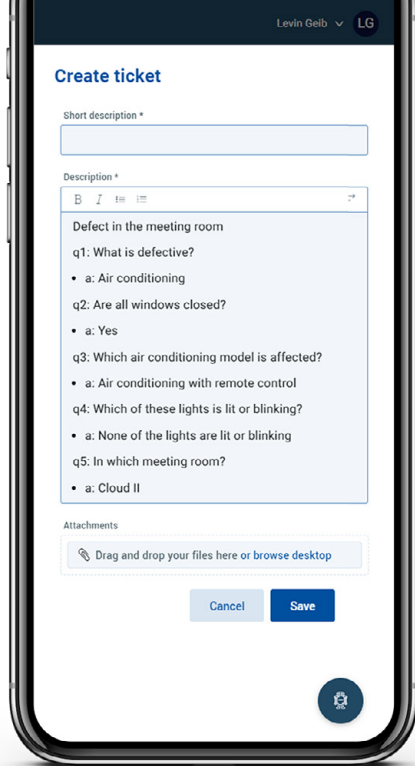 Levin Geib LG
Create ticket
Short description *
Description *
B I
Defect in the meeting room
q1: What is defective?
• a: Air conditioning
q2: Are all windows closed?
• a: Yes
q3: Which air conditioning model is affected?
• a: Air conditioning with remote control
q4: Which of these lights is lit or blinking?
• a: None of the lights are lit or blinking
q5: In which meeting room?
• a: Cloud II
Attachments
Drag and drop your files here or browse desktop
Cancel Save